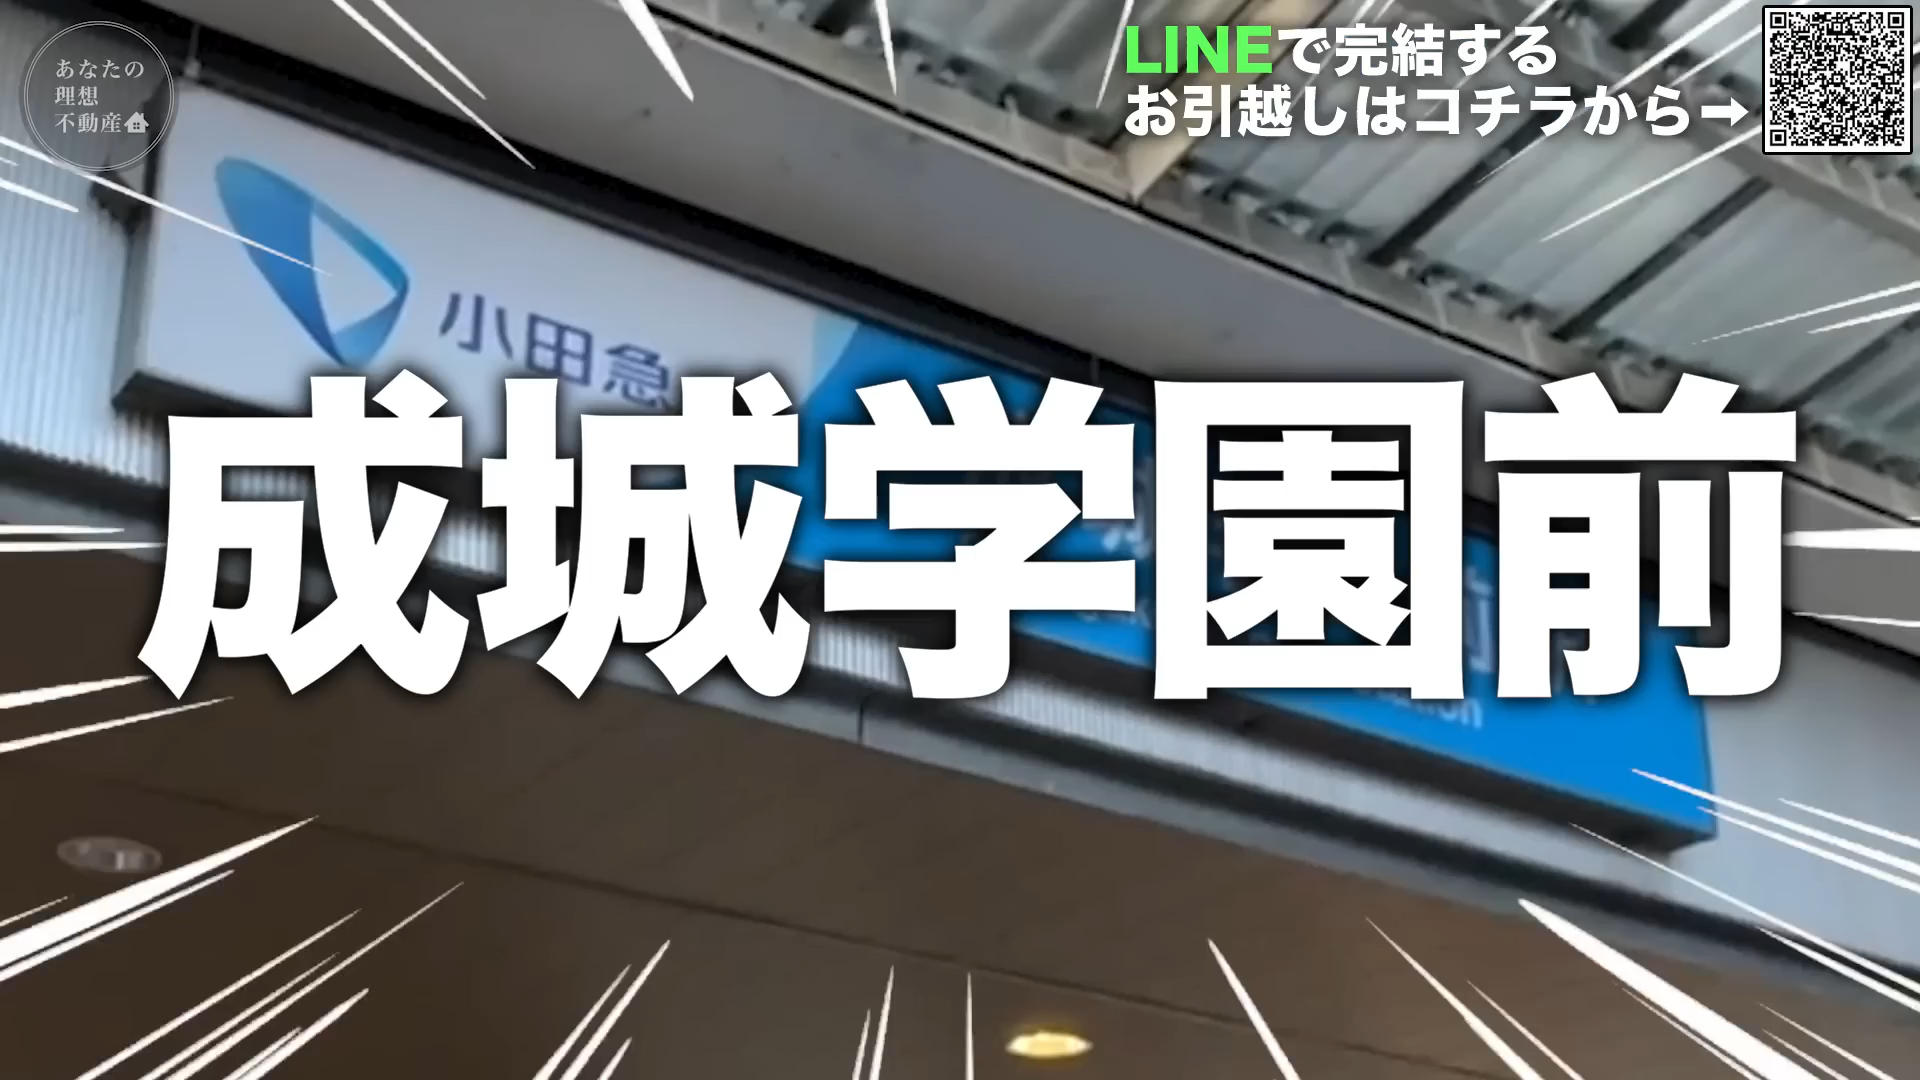 あなたの
理想
不動産
LINEで完結する
お引越しはコチラから→
小田急
成城学園前